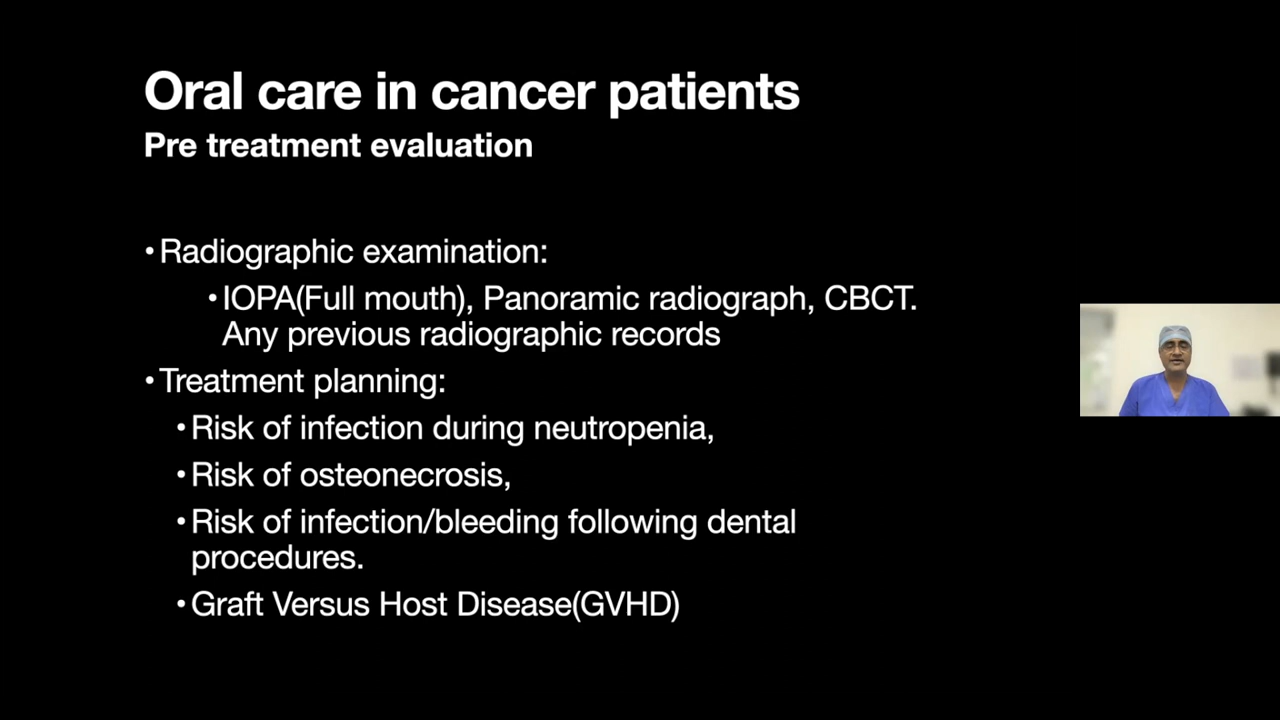 Oral care in cancer patients
Pre treatment evaluation
•Radiographic examination:
•IOPA(Full mouth), Panoramic radiograph, CBCT.
Any previous radiographic records
•Treatment planning:
•Risk of infection during neutropenia,
•Risk of osteonecrosis,
•Risk of infection/bleeding following dental
procedures.
•Graft Versus Host Disease(GVHD)